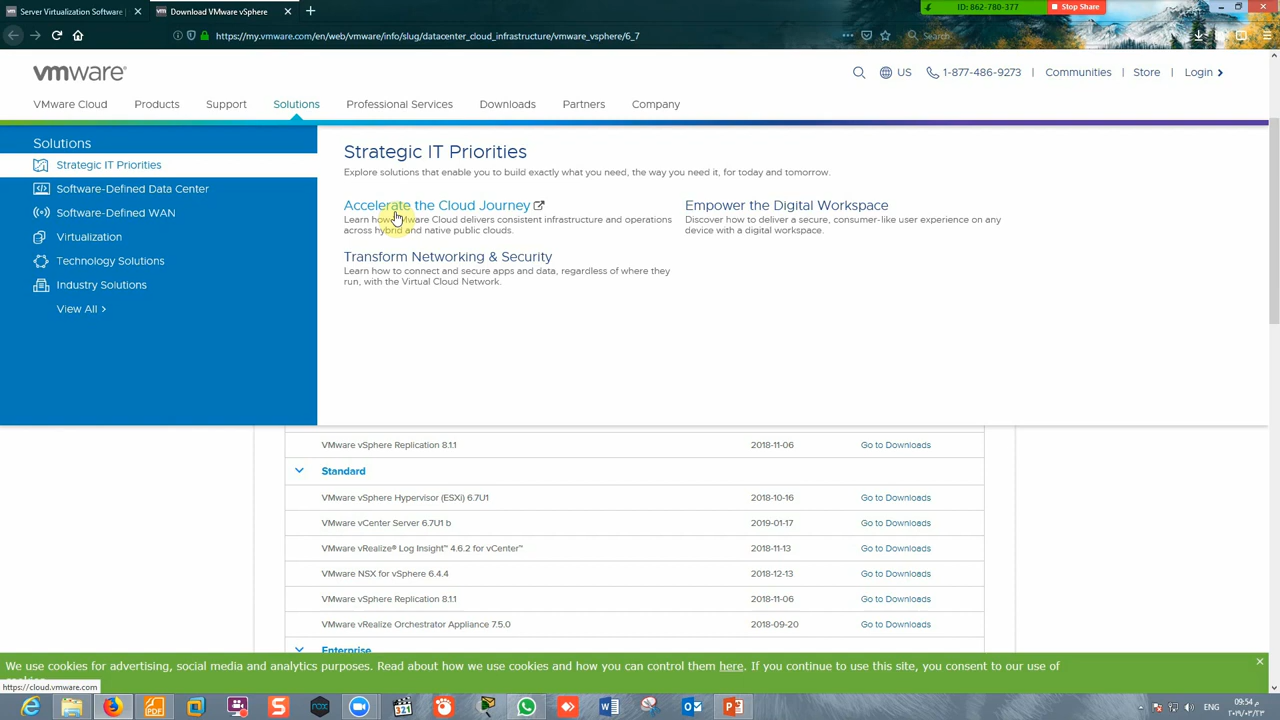 Server Virtualization Software
Download VMware vSphere
ID: 862-780-377
Stop Share
https://my.vmware.com/en/web/vmware/info/slug/datacenter_cloud_infrastructure/vmware_vsphere/6_7
Search
vmware®
US
1-877-486-9273
Communities
Store
Login
VMware Cloud
Products
Support
Solutions
Professional Services
Downloads
Partners
Company
Solutions
Strategic IT Priorities
Software-Defined Data Center
Software-Defined WAN
Virtualization
Technology Solutions
Industry Solutions
View All >
Strategic IT Priorities
Explore solutions that enable you to build exactly what you need, the way you need it, for today and tomorrow.
Accelerate the Cloud Journey
Learn how VMware Cloud delivers consistent infrastructure and operations
across hybrid and native public clouds.
Empower the Digital Workspace
Discover how to deliver a secure, consumer-like user experience on any
device with a digital workspace.
Transform Networking & Security
Learn how to connect and secure apps and data, regardless of where they
run, with the Virtual Cloud Network.
VMware vSphere Replication 8.1.1 2018-11-06 Go to Downloads
Standard
VMware vSphere Hypervisor (ESXi) 6.7U1 2018-10-16 Go to Downloads
VMware vCenter Server 6.7U1 b 2019-01-17 Go to Downloads
VMware vRealize® Log Insight™ 4.6.2 for vCenter™ 2018-11-13 Go to Downloads
VMware NSX for vSphere 6.4.4 2018-12-13 Go to Downloads
VMware vSphere Replication 8.1.1 2018-11-06 Go to Downloads
VMware vRealize Orchestrator Appliance 7.5.0 2018-09-20 Go to Downloads
Enterprise
We use cookies for advertising, social media and analytics purposes. Read about how we use cookies and how you can control them here. If you continue to use this site, you consent to our use of
https://cloud.vmware.com
PDF
321
nox
ENG
09:54 م
٢٠١٩/٠٣/٢٣